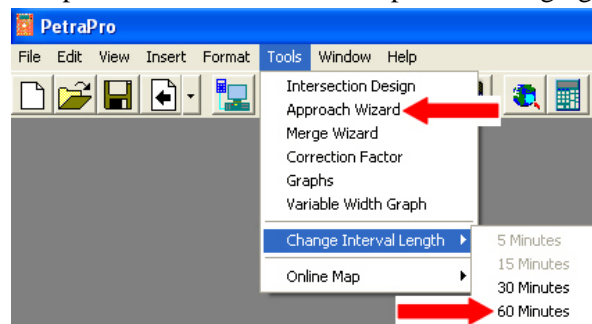 PetraPro
File Edit View Insert Format Tools Window Help
Intersection Design
Approach Wizard
Merge Wizard
Correction Factor
Graphs
Variable Width Graph
Change Interval Length
5 Minutes
15 Minutes
Online Map
30 Minutes
60 Minutes